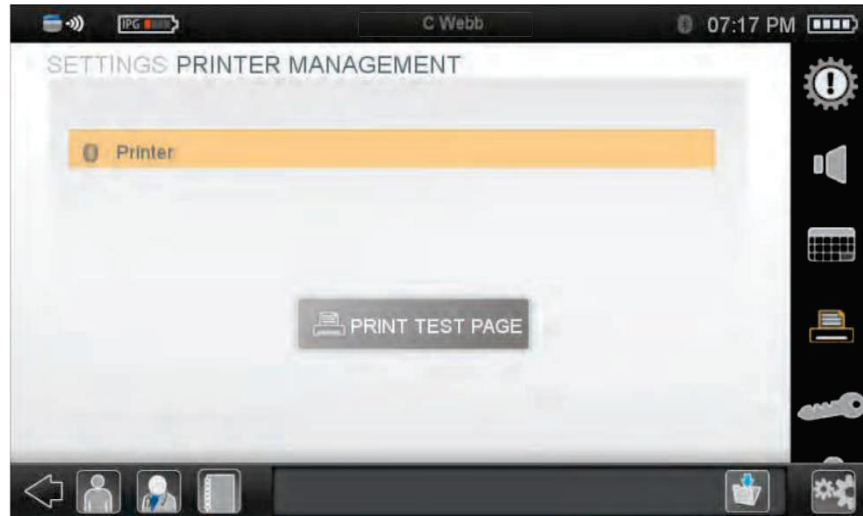 IPG
C Webb
07:17 PM
SETTINGS PRINTER MANAGEMENT
Printer
PRINT TEST PAGE